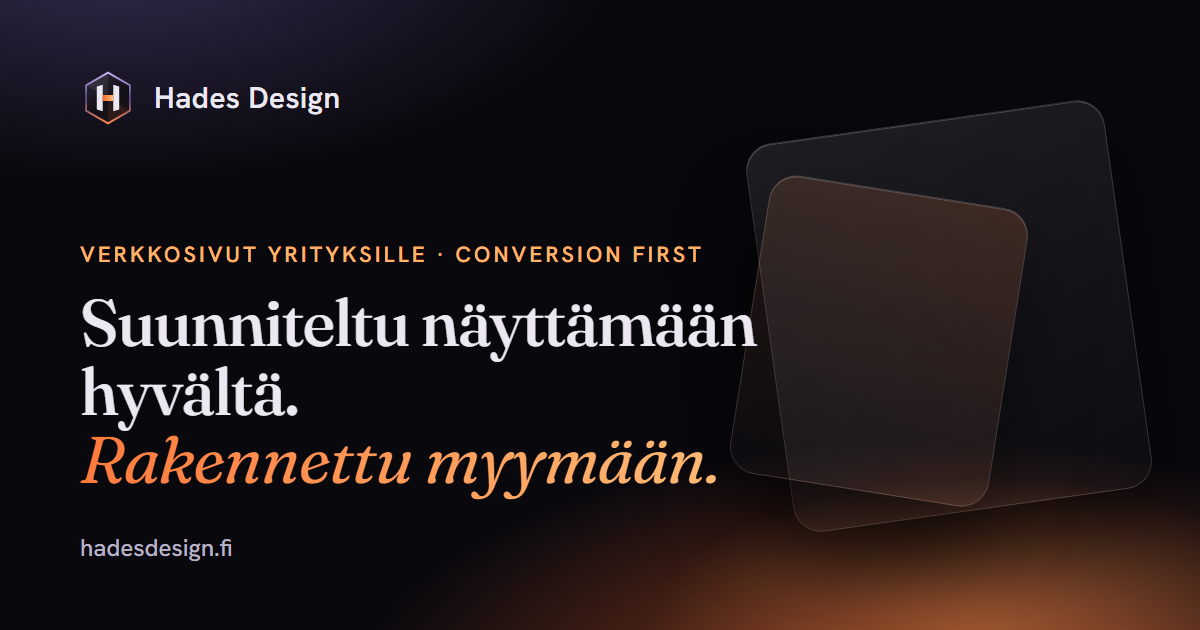 H
Hades Design
VERKKOSIVUT YRITYKSILLE · CONVERSION FIRST
Suunniteltu näyttämään
hyvältä.
Rakennettu myymään.
hadesdesign.fi